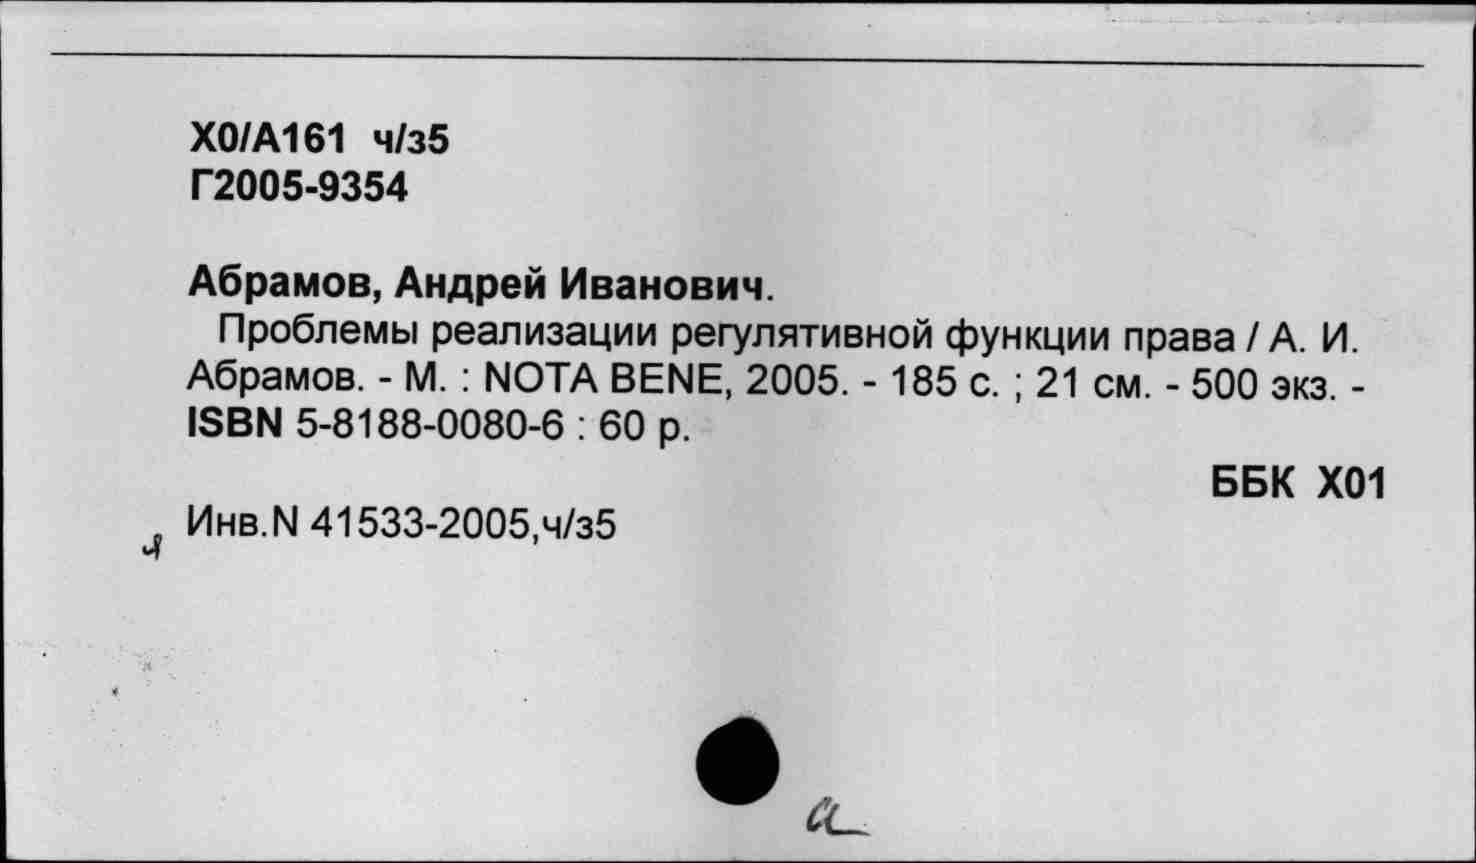 Х0/А161 ч/з5
Г2005-9354
Абрамов, Андрей Иванович.
Проблемы реализации регулятивной функции права / А. И.
Абрамов. - М. : NOTA BENE, 2005. - 185 с. ; 21 см. - 500 экз. -
ISBN 5-8188-0080-6 : 60 р.
ББК Х01
Инв.N 41533-2005,ч/з5